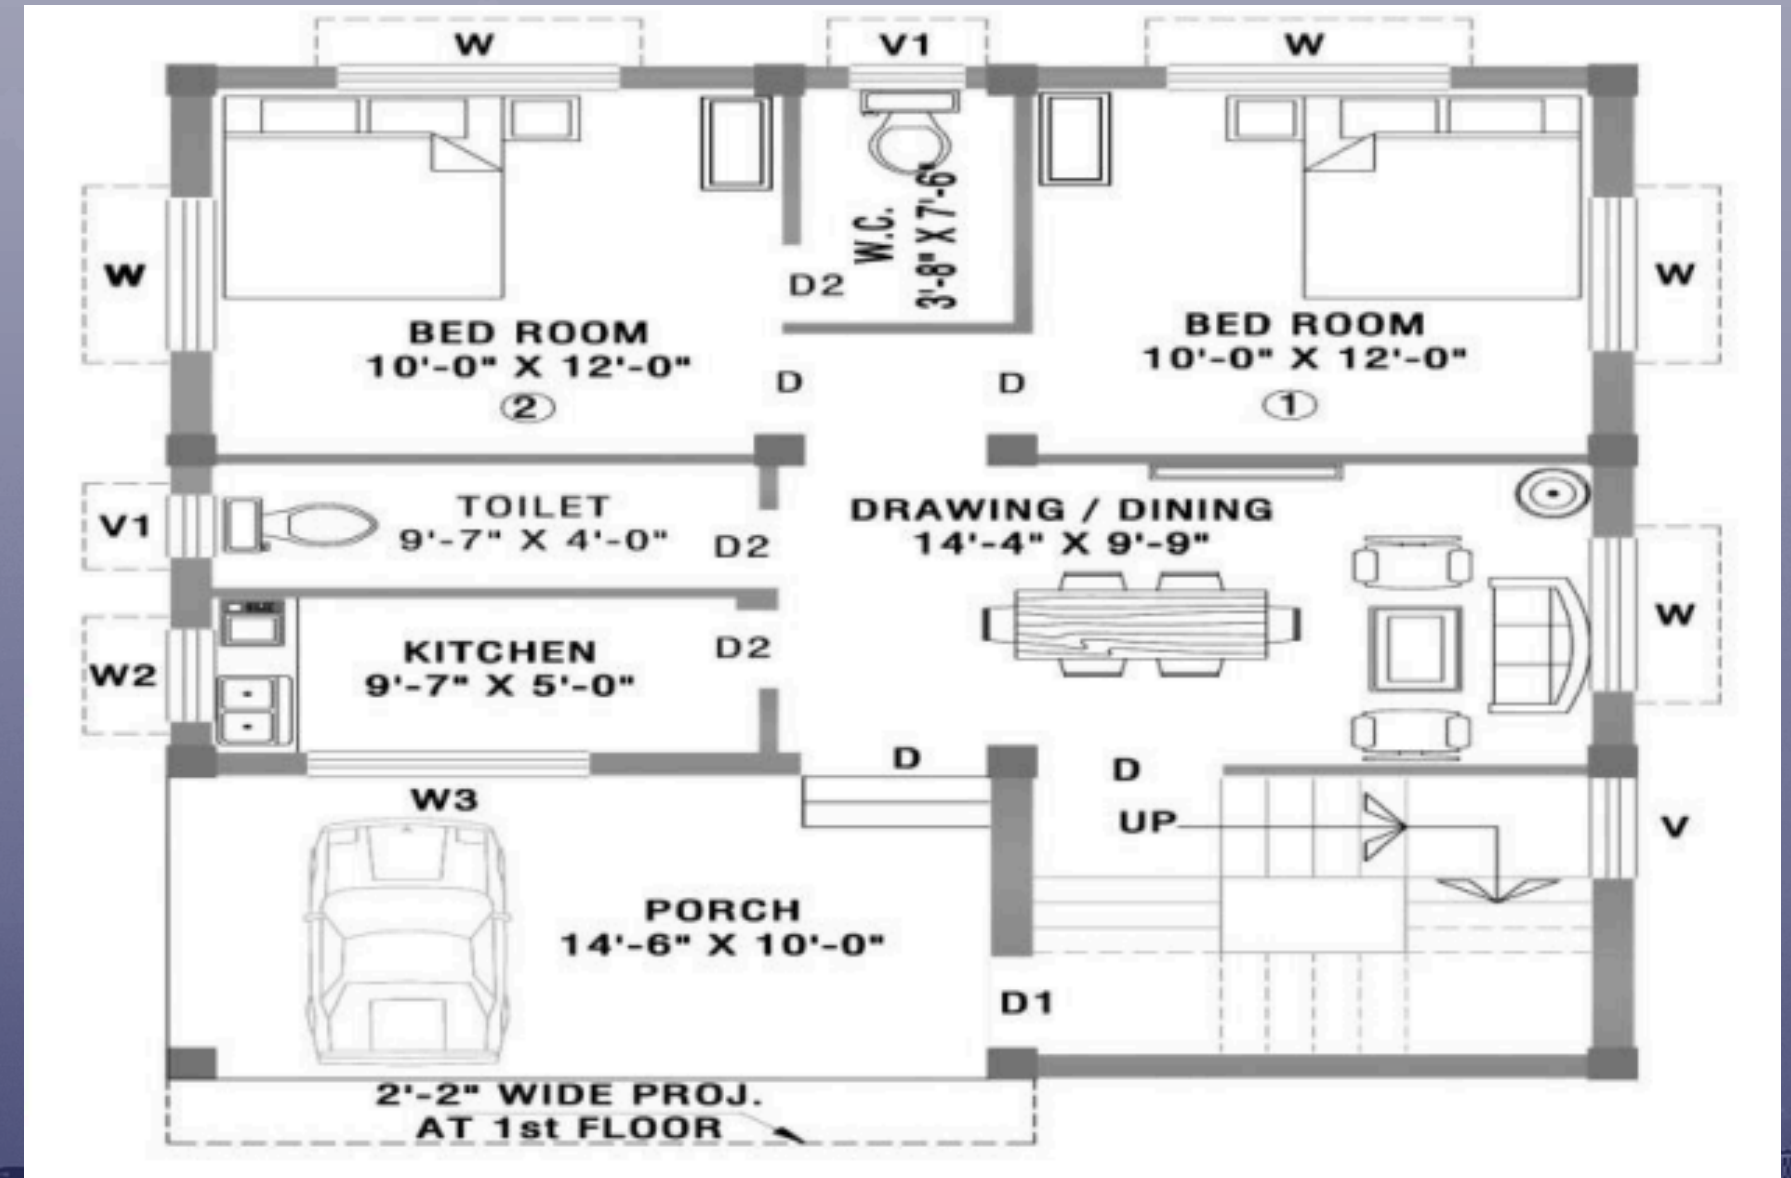 W
V1
W
W
W.C.
3'-8" X 7'-6"
D2
W
BED ROOM
10'-0" X 12'-0"
2
D
D
BED ROOM
10'-0" X 12'-0"
1
V1
TOILET
9'-7" X 4'-0"
D2
DRAWING / DINING
14'-4" X 9'-9"
W
W2
KITCHEN
9'-7" X 5'-0"
D2
D
D
W3
UP
V
PORCH
14'-6" X 10'-0"
D1
2'-2" WIDE PROJ.
AT 1st FLOOR